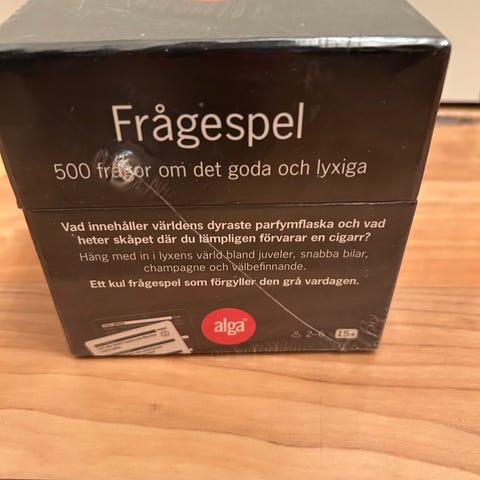 Frågespel
500 frågor om det goda och lyxiga
Vad innehåller världens dyraste parfymflaska och vad
heter skåpet där du lämpligen förvarar en cigarr?
Häng med in i lyxens värld bland juveler, snabba bilar,
champagne och välbefinnande.
Ett kul frågespel som förgyller den grå vardagen.
alga
2–6 15+